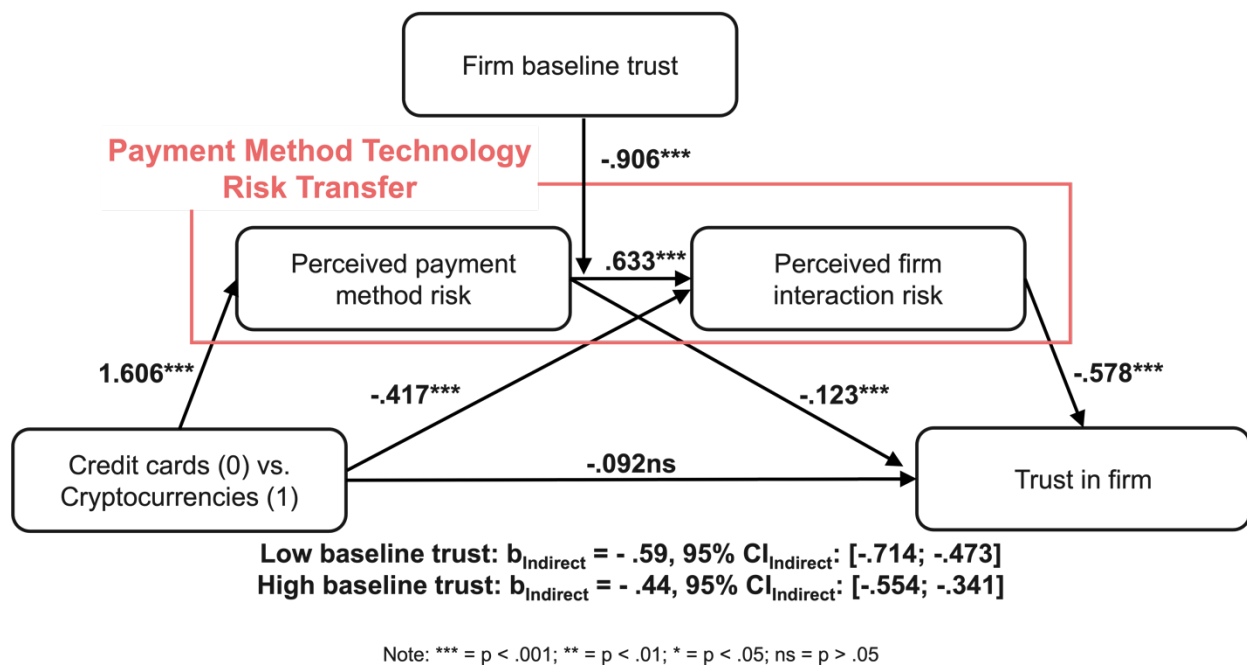 Firm baseline trust
Payment Method Technology
Risk Transfer
-.906***
Perceived payment
method risk
.633***
Perceived firm
interaction risk
1.606***
-.417***
-.123***
-.578***
Credit cards (0) vs.
Cryptocurrencies (1)
-.092ns
Trust in firm
Low baseline trust: bIndirect = - .59, 95% CIIndirect: [-.714; -.473]
High baseline trust: bIndirect = - .44, 95% CIIndirect: [-.554; -.341]
Note: *** = p < .001; ** = p < .01; * = p < .05; ns = p > .05